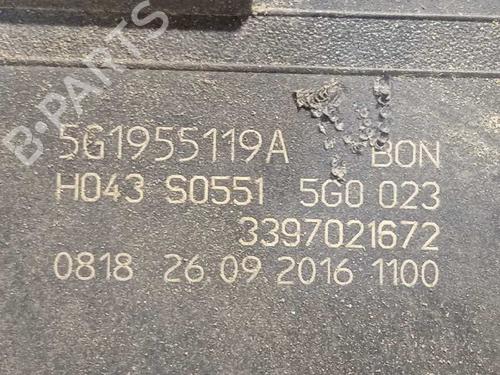 B-PARTS
5G1955119A BON
H043 S0551 5G0 023
3397021672
0818 26.09.2016 1100